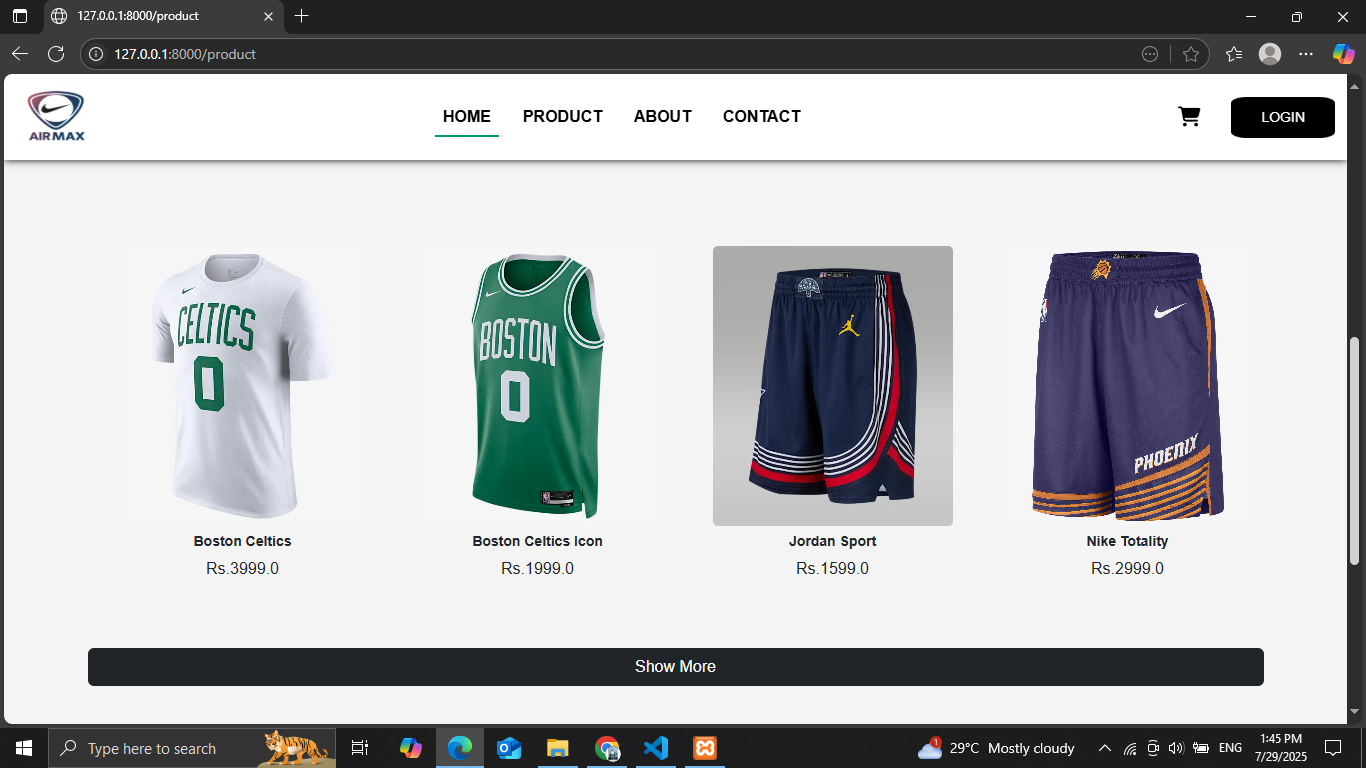 127.0.0.1:8000/product
127.0.0.1:8000/product
AIRMAX
HOME PRODUCT ABOUT CONTACT
LOGIN
CELTICS
0
BOSTON
0
PHOENIX
Boston Celtics
Boston Celtics Icon
Jordan Sport
Nike Totality
Rs.3999.0
Rs.1999.0
Rs.1599.0
Rs.2999.0
Show More
Type here to search
1
29°C Mostly cloudy
ENG
1:45 PM
7/29/2025